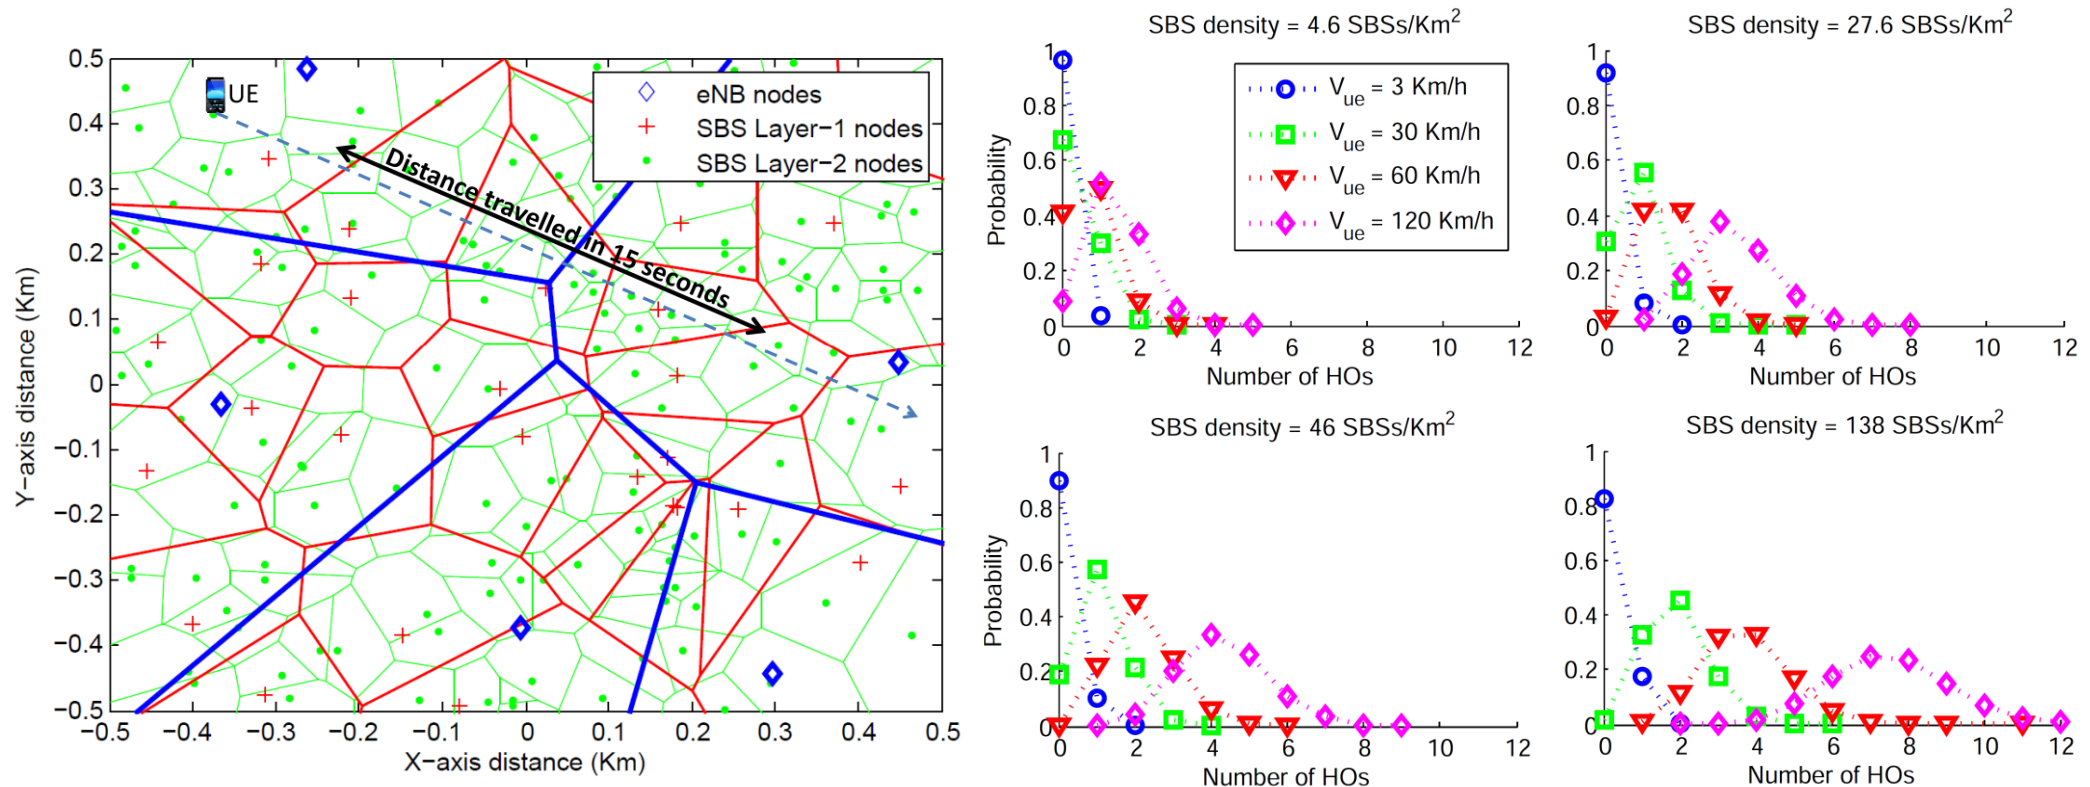 UE
eNB nodes
SBS Layer−1 nodes
SBS Layer−2 nodes
Distance travelled in 15 seconds
0.5
0.4
0.3
0.2
0.1
0
−0.1
−0.2
−0.3
−0.4
−0.5
Y−axis distance (Km)
−0.5 −0.4 −0.3 −0.2 −0.1 0 0.1 0.2 0.3 0.4 0.5
X−axis distance (Km)
SBS density = 4.6 SBSs/Km²
1
0.8
0.6
0.4
0.2
0
Probability
V_ue = 3 Km/h
V_ue = 30 Km/h
V_ue = 60 Km/h
V_ue = 120 Km/h
0 2 4 6 8 10 12
Number of HOs
SBS density = 27.6 SBSs/Km²
1
0.8
0.6
0.4
0.2
0
0 2 4 6 8 10 12
Number of HOs
SBS density = 46 SBSs/Km²
1
0.8
0.6
0.4
0.2
0
Probability
0 2 4 6 8 10 12
Number of HOs
SBS density = 138 SBSs/Km²
1
0.8
0.6
0.4
0.2
0
0 2 4 6 8 10 12
Number of HOs